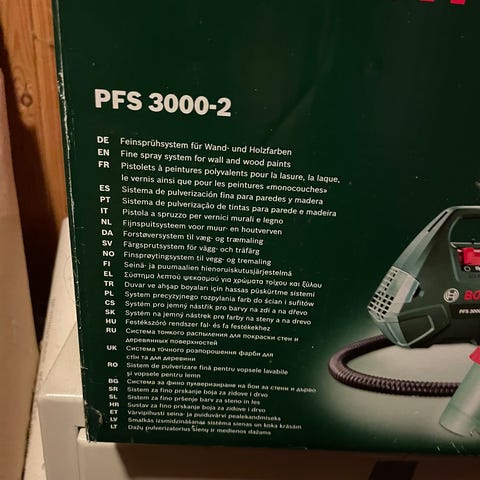 PFS 3000-2
DE Feinsprühsystem für Wand- und Holzfarben
EN Fine spray system for wall and wood paints
FR Pistolets à peintures polyvalents pour la lasure, la laque,
le vernis ainsi que pour les peintures «monocouches»
ES Sistema de pulverización fina para paredes y madera
PT Sistema de pulverização de tintas para parede e madeira
IT Pistola a spruzzo per vernici murali e legno
NL Fijnspuitsysteem voor muur- en houtverven
DA Forstøversystem til væg- og træmaling
SV Färgsprutsystem för vägg- och träfärg
NO Finsprøytingsystem til vegg- og tremaling
FI Seinä- ja puumaalien hienoruiskutusjärjestelmä
EL Σύστημα λεπτού ψεκασμού για χρώματα τοίχου και ξύλου
TR Duvar ve ahşap boyaları için hassas püskürtme sistemi
PL System precyzyjnego rozpylania farb do ścian i sufitów
CS Systém pro jemný nástřik pro barvy na zdi a na dřevo
SK Systém na jemný nástrek pre farby na steny a na drevo
HU Festékszóró rendszer fal- és fa festékekhez
RU Система тонкого распыления для покраски стен и
деревянных поверхностей
UK Система точного розпорошення фарби для
стін та для деревини
RO Sistem de pulverizare fină pentru vopsele lavabile
şi vopsele pentru lemn
BG Система за фино пулверизиране на бои за стени и дърво
SR Sistem za fino prskanje boja za zidove i drvo
SL Sistem za fino pršenje barv za steno in les
HR Sustav za fino prskanje boja za zidove i drvo
ET Värvipihusti seina- ja puiduvärvi pealekandmiseks
LV Smalkās izsmidzināšanas sistēma sienas un koka krāsām
LT Dažų pulverizatorius sienų ir medienos dažams
BO
PFS 3000